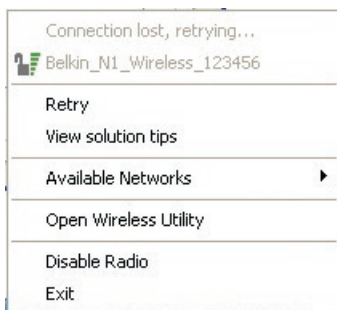 Connection lost, retrying...
Belkin_N1_Wireless_123456
Retry
View solution tips
Available Networks
Open Wireless Utility
Disable Radio
Exit